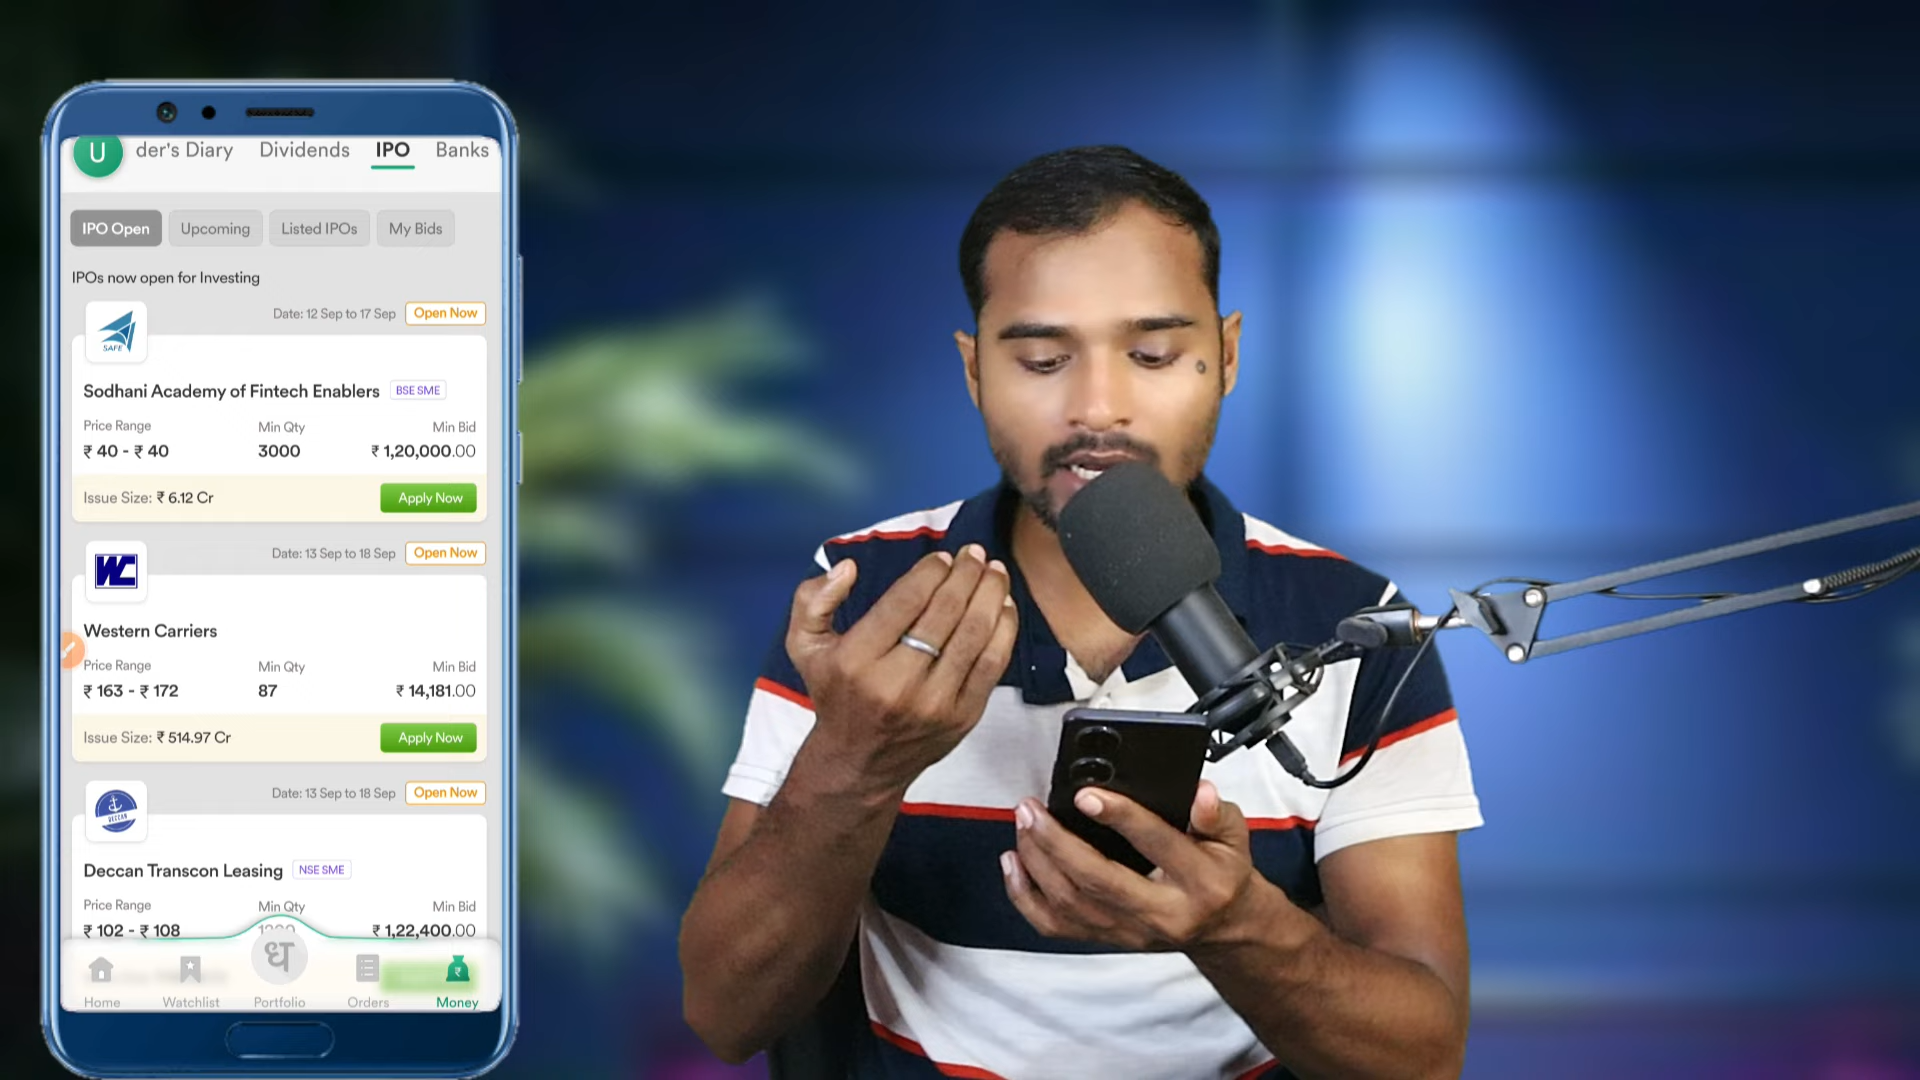 U der's Diary Dividends IPO Banks
IPO Open Upcoming Listed IPOs My Bids
IPOs now open for Investing
Date: 12 Sep to 17 Sep Open Now
SAFE
Sodhani Academy of Fintech Enablers BSE SME
Price Range Min Qty Min Bid
₹ 40 - ₹ 40 3000 ₹ 1,20,000.00
Issue Size: ₹ 6.12 Cr Apply Now
Date: 13 Sep to 18 Sep Open Now
WC
Western Carriers
Price Range Min Qty Min Bid
₹ 163 - ₹ 172 87 ₹ 14,181.00
Issue Size: ₹ 514.97 Cr Apply Now
Date: 13 Sep to 18 Sep Open Now
DECCAN
Deccan Transcon Leasing NSE SME
Price Range Min Qty Min Bid
₹ 102 - ₹ 108 ₹ 1,22,400.00
ध
Home Watchlist Portfolio Orders Money